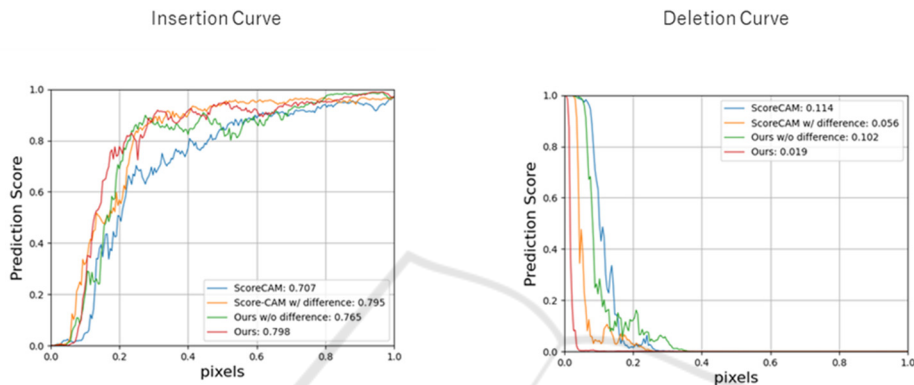 Insertion Curve
Deletion Curve
1.0
0.8
0.6
0.4
0.2
0.0
Prediction Score
0.0 0.2 0.4 0.6 0.8 1.0
pixels
ScoreCAM: 0.707
Score-CAM w/ difference: 0.795
Ours w/o difference: 0.765
Ours: 0.798
1.0
0.8
0.6
0.4
0.2
0.0
Prediction Score
0.0 0.2 0.4 0.6 0.8 1.0
pixels
ScoreCAM: 0.114
ScoreCAM w/ difference: 0.056
Ours w/o difference: 0.102
Ours: 0.019